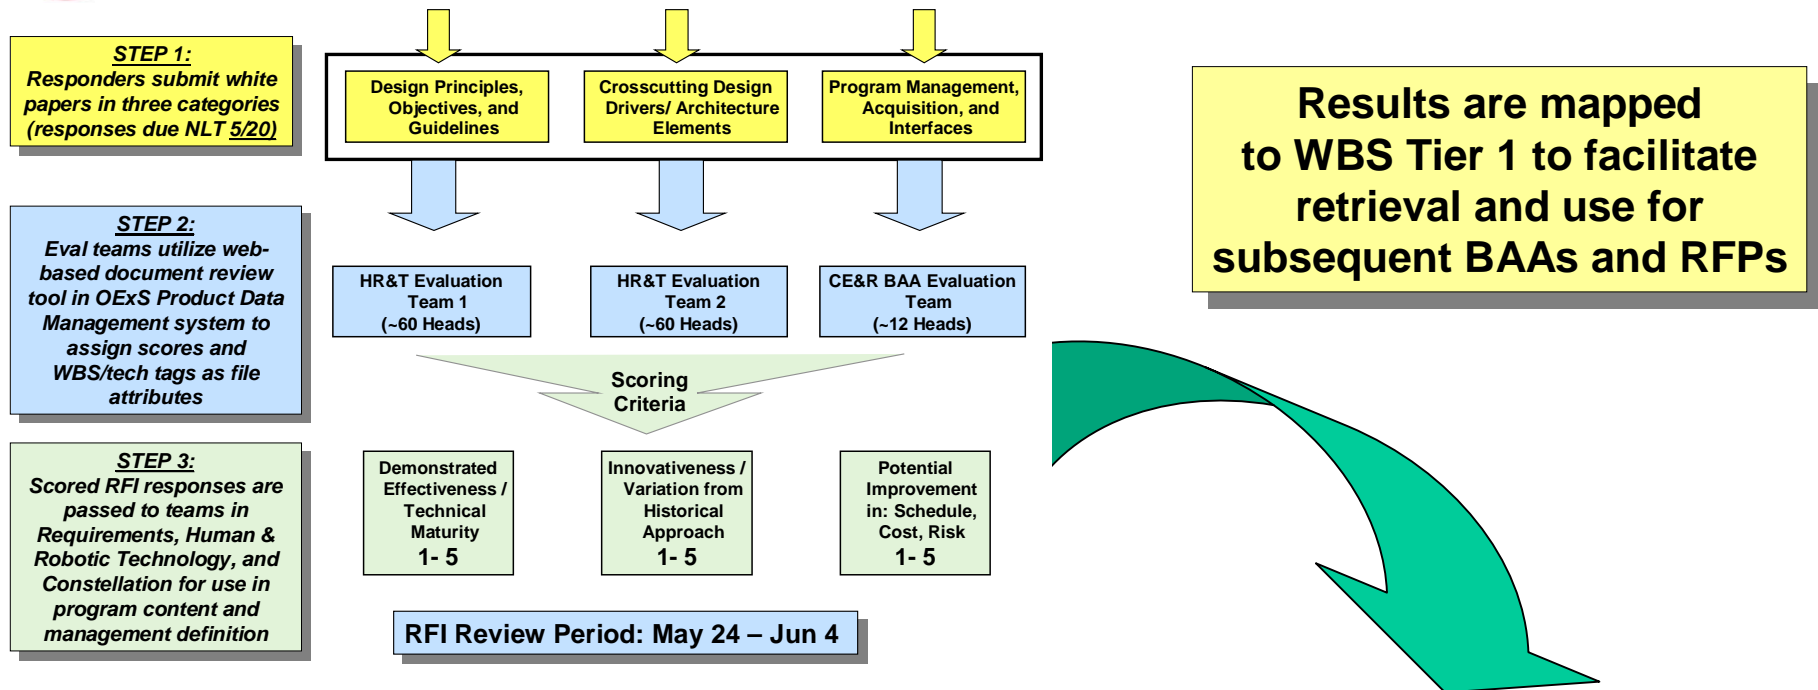 STEP 1:
Responders submit white
papers in three categories
(responses due NLT 5/20)
Design Principles,
Objectives, and
Guidelines
Crosscutting Design
Drivers/ Architecture
Elements
Program Management,
Acquisition, and
Interfaces
STEP 2:
Eval teams utilize web-
based document review
tool in OExS Product Data
Management system to
assign scores and
WBS/tech tags as file
attributes
HR&T Evaluation
Team 1
(~60 Heads)
HR&T Evaluation
Team 2
(~60 Heads)
CE&R BAA Evaluation
Team
(~12 Heads)
Scoring
Criteria
STEP 3:
Scored RFI responses are
passed to teams in
Requirements, Human &
Robotic Technology, and
Constellation for use in
program content and
management definition
Demonstrated
Effectiveness /
Technical
Maturity
1- 5
Innovativeness /
Variation from
Historical
Approach
1- 5
Potential
Improvement
in: Schedule,
Cost, Risk
1- 5
RFI Review Period: May 24 – Jun 4
Results are mapped
to WBS Tier 1 to facilitate
retrieval and use for
subsequent BAAs and RFPs